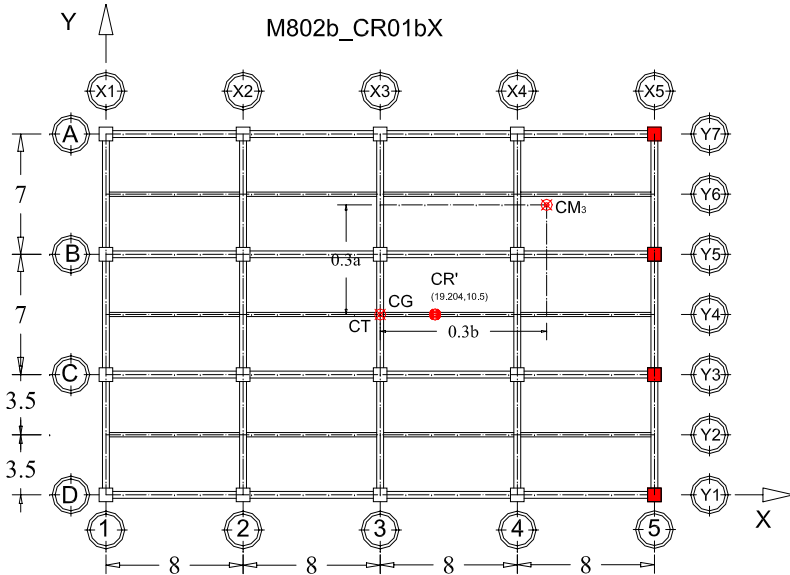 Y
M802b_CR01bX
X1 X2 X3 X4 X5
A Y7
Y6
7
CM3
B 0.3a Y5
CR'
(19.204,10.5)
7 CG Y4
CT 0.3b
C Y3
3.5
Y2
3.5
D Y1
X
1 2 3 4 5
8 8 8 8